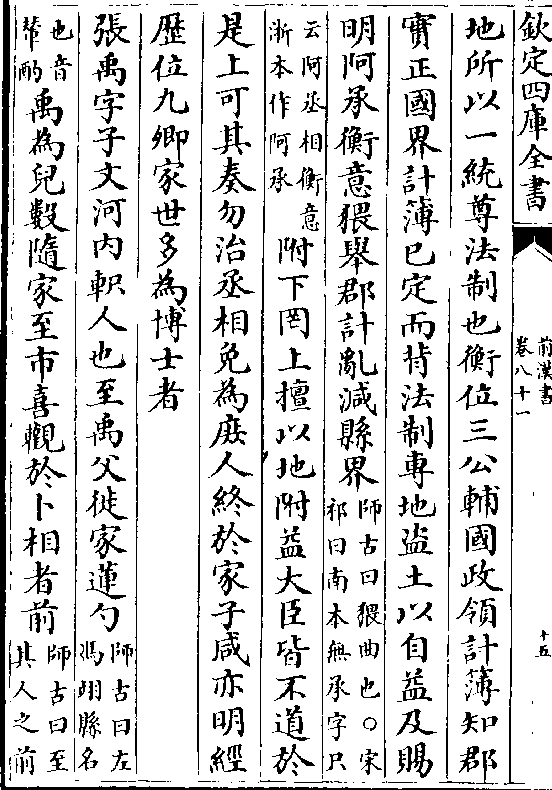 欽定四庫全書
前漢書
卷八十一
十五
地所以一統尊法制也衡位三公輔國政領計簿知郡
實正國界計簿已定而背法制專地盜土以自益及賜
明阿承衡意猥舉郡計亂減縣界師古曰猥曲也○宋祁曰南本無承字只
云阿丞相衡意浙本作阿承附下罔上擅以地附益大臣皆不道於
是上可其奏勿治丞相免為庶人終於家子咸亦明經
歷位九卿家世多為博士者
張禹字子文河內軹人也至禹父徙家蓮勺師古曰左馮翊縣名
也音輦酌禹為兒數隨家至市喜觀於卜相者前師古曰至其人之前